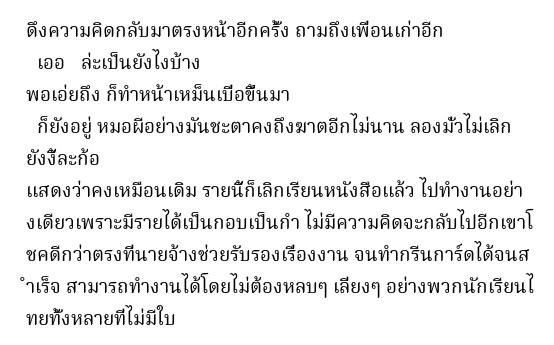 ดึงความคิดกลับมาตรงหน้าอีกครั้ง ถามถึงเพื่อนเก่าอีก
เออ ล่ะเป็นยังไงบ้าง
พอเอ่ยถึง ก็ทำหน้าเหม็นเบื่อขึ้นมา
ก็ยังอยู่ หมอผีอย่างมันชะตาคงถึงฆาตอีกไม่นาน ลองมั่วไม่เลิก
ยังงี้ละก้อ
แสดงว่าคงเหมือนเดิม รายนี้ก็เลิกเรียนหนังสือแล้ว ไปทำงานอย่า
งเดียวเพราะมีรายได้เป็นกอบเป็นกำ ไม่มีความคิดจะกลับไปอีกเขาโ
ชคดีกว่าตรงที่นายจ้างช่วยรับรองเรื่องงาน จนทำกรีนการ์ดได้จนส
ำเร็จ สามารถทำงานได้โดยไม่ต้องหลบๆ เลี่ยงๆ อย่างพวกนักเรียนไ
ทยทั้งหลายที่ไม่มีใบ